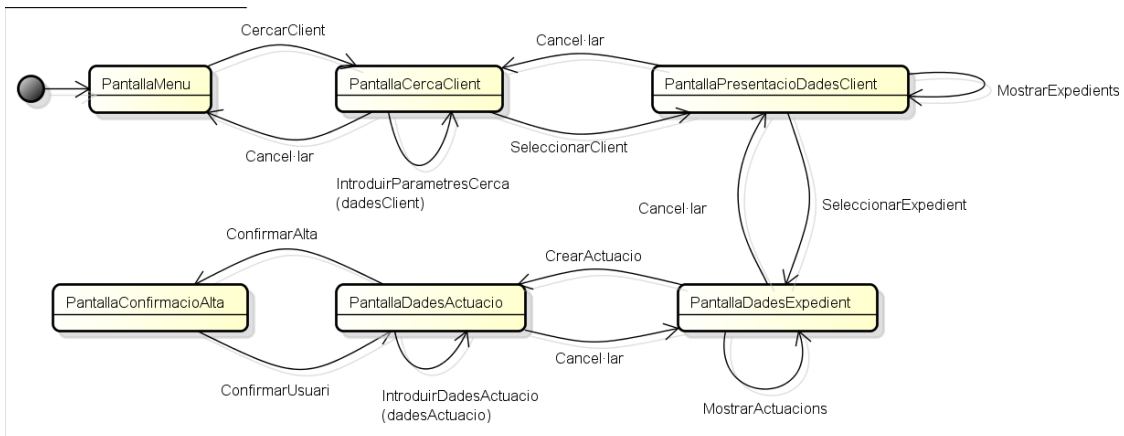 CercarClient
Cancel·lar
PantallaMenu
PantallaCercaClient
PantallaPresentacioDadesClient
MostrarExpedients
Cancel·lar
SeleccionarClient
IntroduirParametresCerca
(dadesClient)
Cancel·lar
SeleccionarExpedient
ConfirmarAlta
CrearActuacio
PantallaConfirmacioAlta
PantallaDadesActuacio
PantallaDadesExpedient
Cancel·lar
ConfirmarUsuari
IntroduirDadesActuacio
(dadesActuacio)
MostrarActuacions